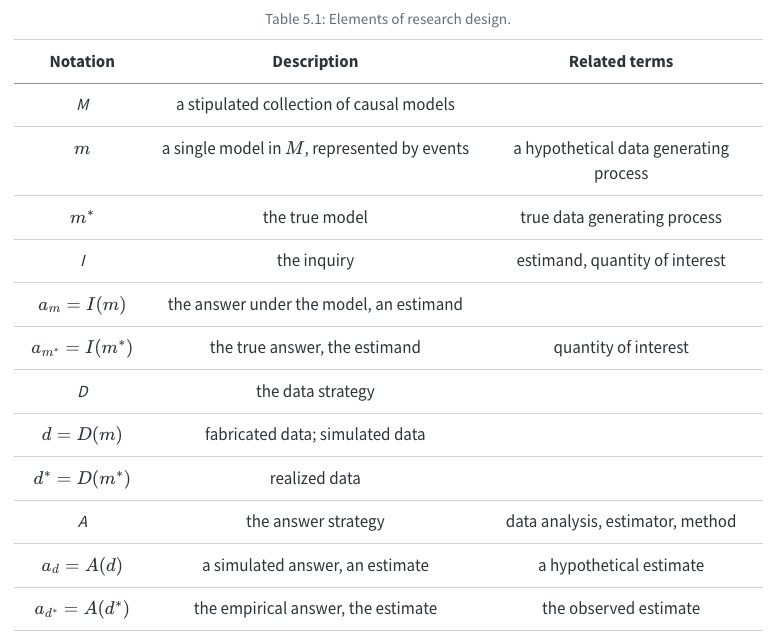 Table 5.1: Elements of research design.
Notation Description Related terms
M a stipulated collection of causal models
m a single model in M, represented by events a hypothetical data generating
process
m* the true model true data generating process
I the inquiry estimand, quantity of interest
aₘ = I(m) the answer under the model, an estimand
a_{m*} = I(m*) the true answer, the estimand quantity of interest
D the data strategy
d = D(m) fabricated data; simulated data
d* = D(m*) realized data
A the answer strategy data analysis, estimator, method
a_d = A(d) a simulated answer, an estimate a hypothetical estimate
a_{d*} = A(d*) the empirical answer, the estimate the observed estimate